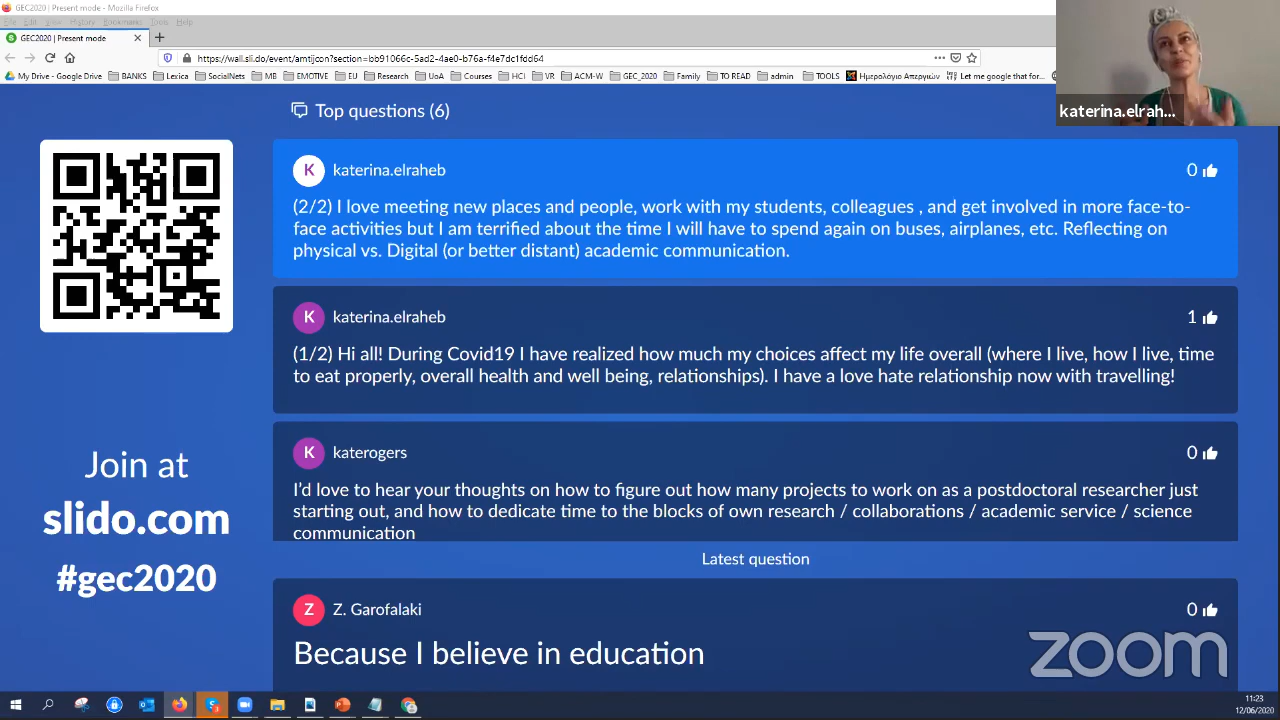 GEC2020 | Present mode - Mozilla Firefox
File Edit View History Bookmarks Tools Help
GEC2020 | Present mode
https://wall.sli.do/event/amtijcon?section=bb91066c-5ad2-4ae0-b76a-f4e7dc1fdd64
My Drive - Google Drive BANKS Lexica SocialNets MB EMOTIVE EU Research UoA Courses HCI VR ACM-W GEC_2020 Family TO READ admin TOOLS Ημερολόγιο Απεργιών Let me google that for...
katerina.elrah...
Top questions (6)
K katerina.elraheb 0
(2/2) I love meeting new places and people, work with my students, colleagues , and get involved in more face-to-
face activities but I am terrified about the time I will have to spend again on buses, airplanes, etc. Reflecting on
physical vs. Digital (or better distant) academic communication.
K katerina.elraheb 1
(1/2) Hi all! During Covid19 I have realized how much my choices affect my life overall (where I live, how I live, time
to eat properly, overall health and well being, relationships). I have a love hate relationship now with travelling!
K katerogers 0
I'd love to hear your thoughts on how to figure out how many projects to work on as a postdoctoral researcher just
starting out, and how to dedicate time to the blocks of own research / collaborations / academic service / science
communication
Join at
slido.com
#gec2020
Latest question
Z Z. Garofalaki 0
Because I believe in education
zoom
11:23
12/06/2020